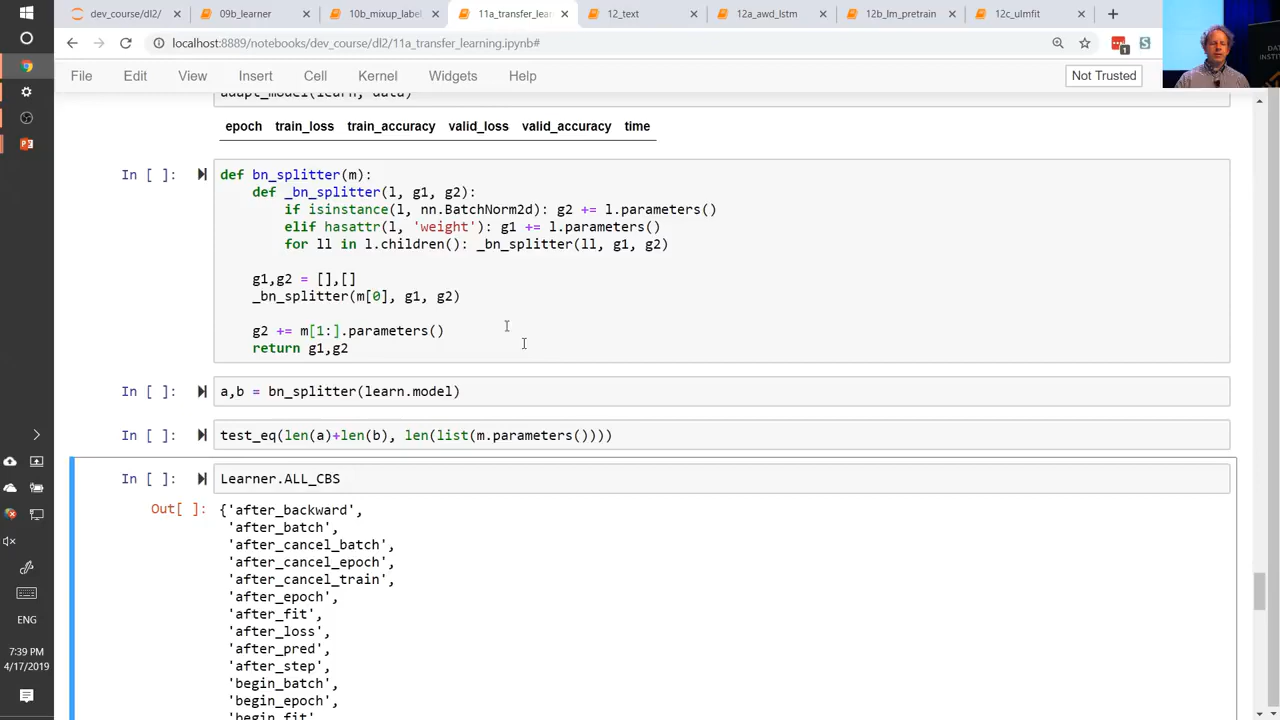 dev_course/dl2/
09b_learner
10b_mixup_label
11a_transfer_lear
12_text
12a_awd_lstm
12b_lm_pretrain
12c_ulmfit
localhost:8889/notebooks/dev_course/dl2/11a_transfer_learning.ipynb#
File Edit View Insert Cell Kernel Widgets Help
Not Trusted
adapt_model(learn, data)
epoch train_loss train_accuracy valid_loss valid_accuracy time
In [ ]: def bn_splitter(m):
def _bn_splitter(l, g1, g2):
if isinstance(l, nn.BatchNorm2d): g2 += l.parameters()
elif hasattr(l, 'weight'): g1 += l.parameters()
for ll in l.children(): _bn_splitter(ll, g1, g2)
g1,g2 = [],[]
_bn_splitter(m[0], g1, g2)
g2 += m[1:].parameters()
return g1,g2
In [ ]: a,b = bn_splitter(learn.model)
In [ ]: test_eq(len(a)+len(b), len(list(m.parameters())))
In [ ]: Learner.ALL_CBS
Out[ ]: {'after_backward',
'after_batch',
'after_cancel_batch',
'after_cancel_epoch',
'after_cancel_train',
'after_epoch',
'after_fit',
'after_loss',
'after_pred',
'after_step',
'begin_batch',
'begin_epoch',
'begin_fit',
ENG
7:39 PM
4/17/2019